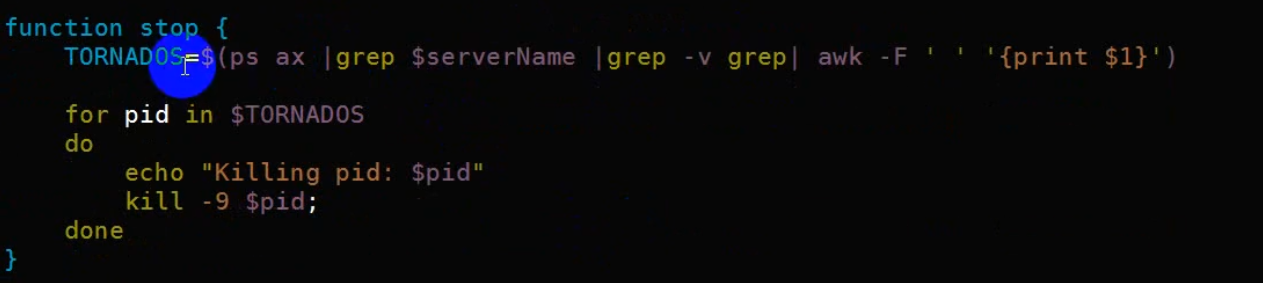 function stop {
    TORNADOS=$(ps ax |grep $serverName |grep -v grep| awk -F ' ' '{print $1}')
    for pid in $TORNADOS
    do
        echo "Killing pid: $pid"
        kill -9 $pid;
    done
}